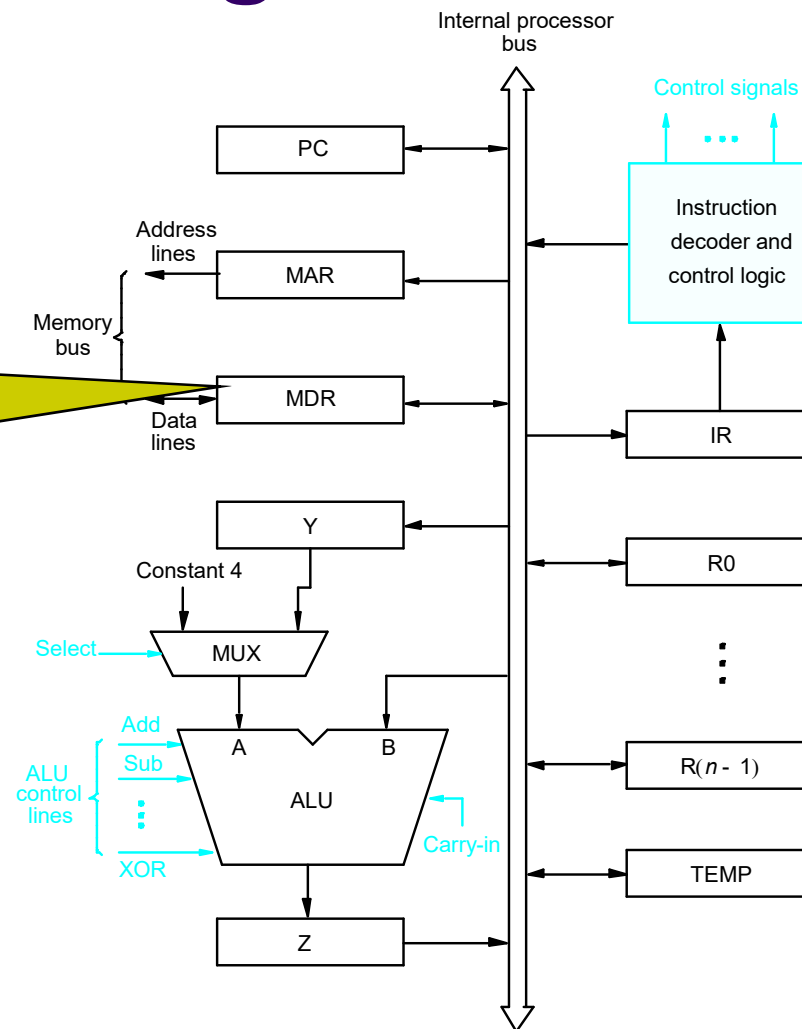 Internal processor
bus
Control signals
PC
Instruction
decoder and
control logic
Address
lines
MAR
Memory
bus
MDR
Data
lines
IR
Y
Constant 4
R0
Select
MUX
Add
A
B
R(n - 1)
Sub
ALU
control
lines
ALU
Carry-in
XOR
TEMP
Z